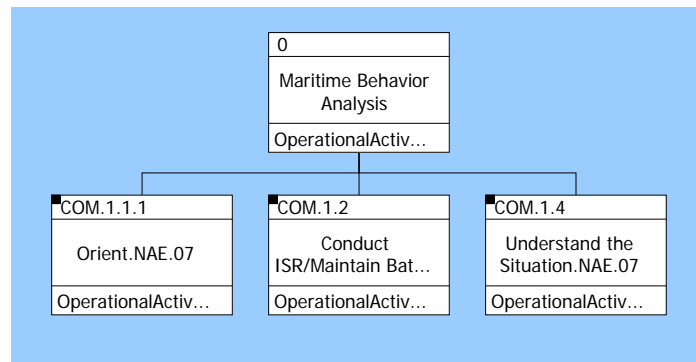 0
Maritime Behavior
Analysis
OperationalActiv...
COM.1.1.1
Orient.NAE.07
OperationalActiv...
COM.1.2
Conduct
ISR/Maintain Bat...
OperationalActiv...
COM.1.4
Understand the
Situation.NAE.07
OperationalActiv...